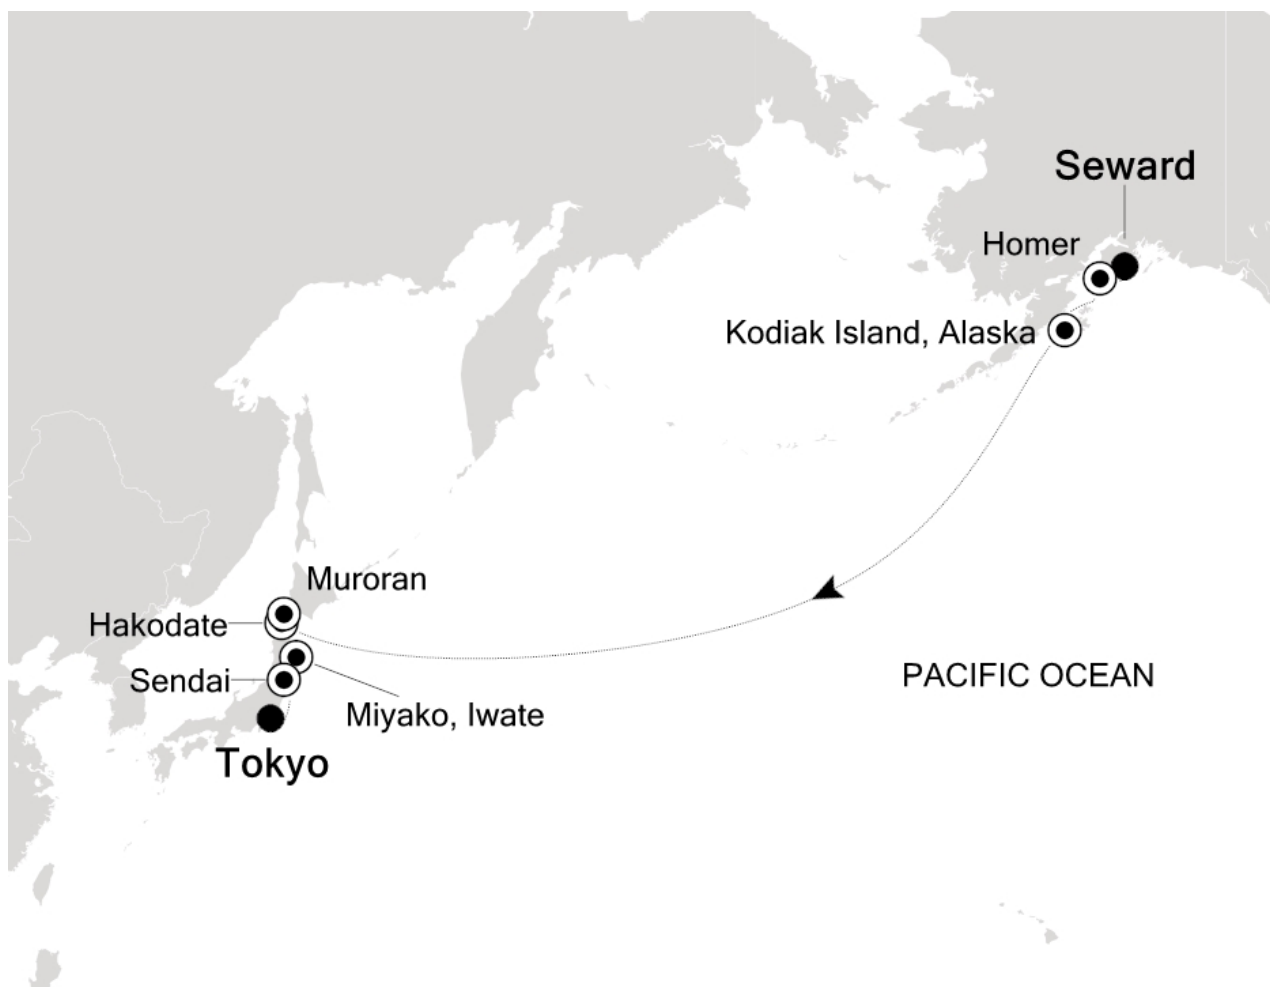 Seward
Homer
Kodiak Island, Alaska
Muroran
Hakodate
PACIFIC OCEAN
Sendai
Miyako, Iwate
Tokyo